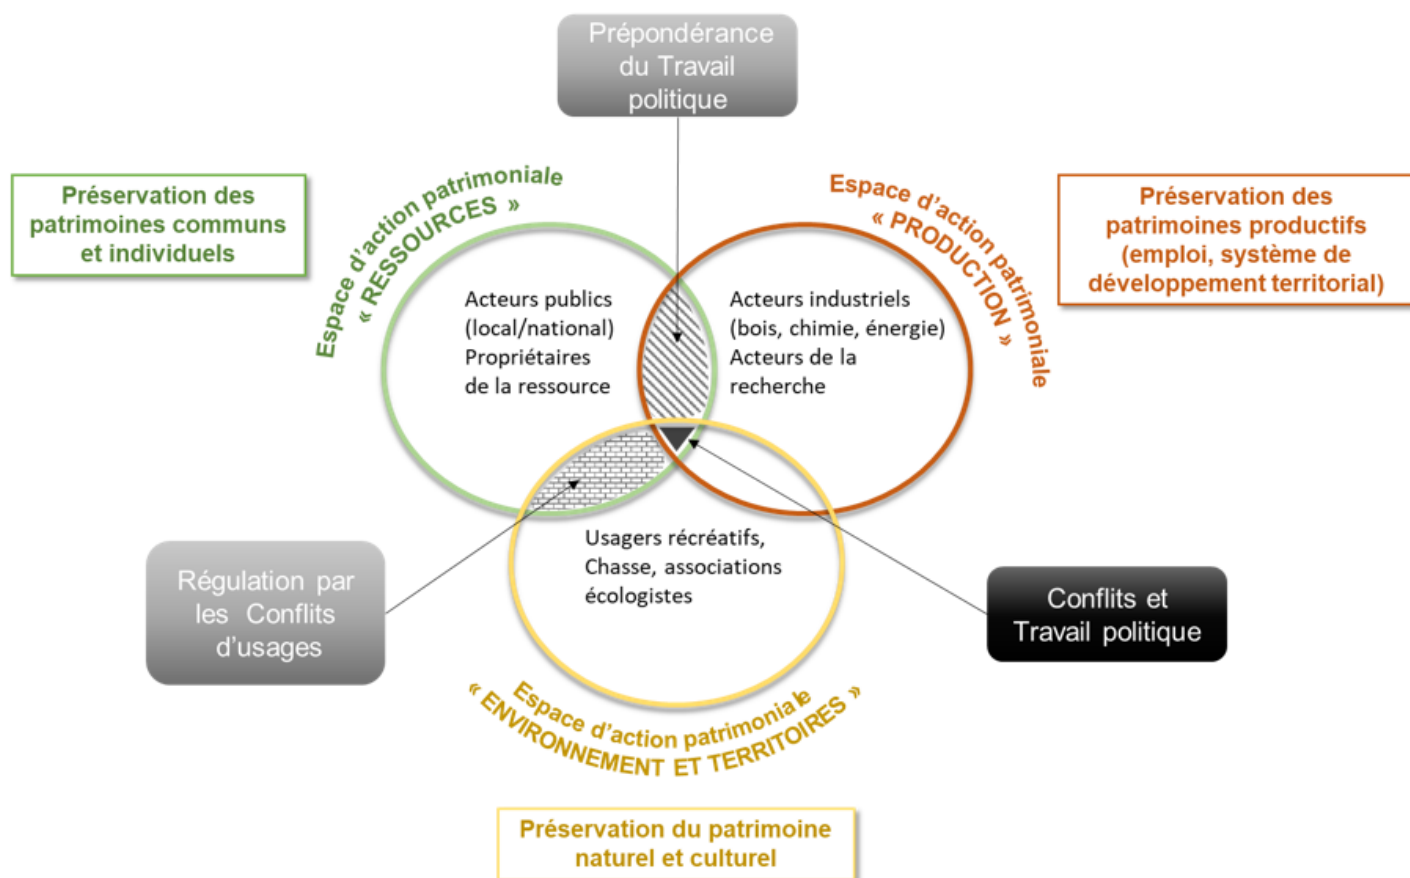 Prépondérance
du Travail
politique
Préservation des
patrimoines communs
et individuels
Espace d'action patrimoniale
« RESSOURCES »
Espace d'action patrimoniale
« PRODUCTION »
Préservation des
patrimoines productifs
(emploi, système de
développement territorial)
Acteurs publics
(local/national)
Propriétaires
de la ressource
Acteurs industriels
(bois, chimie, énergie)
Acteurs de la
recherche
Usagers récréatifs,
Chasse, associations
écologistes
Régulation par
les Conflits
d'usages
Conflits et
Travail politique
Espace d'action patrimoniale
« ENVIRONNEMENT ET TERRITOIRES »
Préservation du patrimoine
naturel et culturel